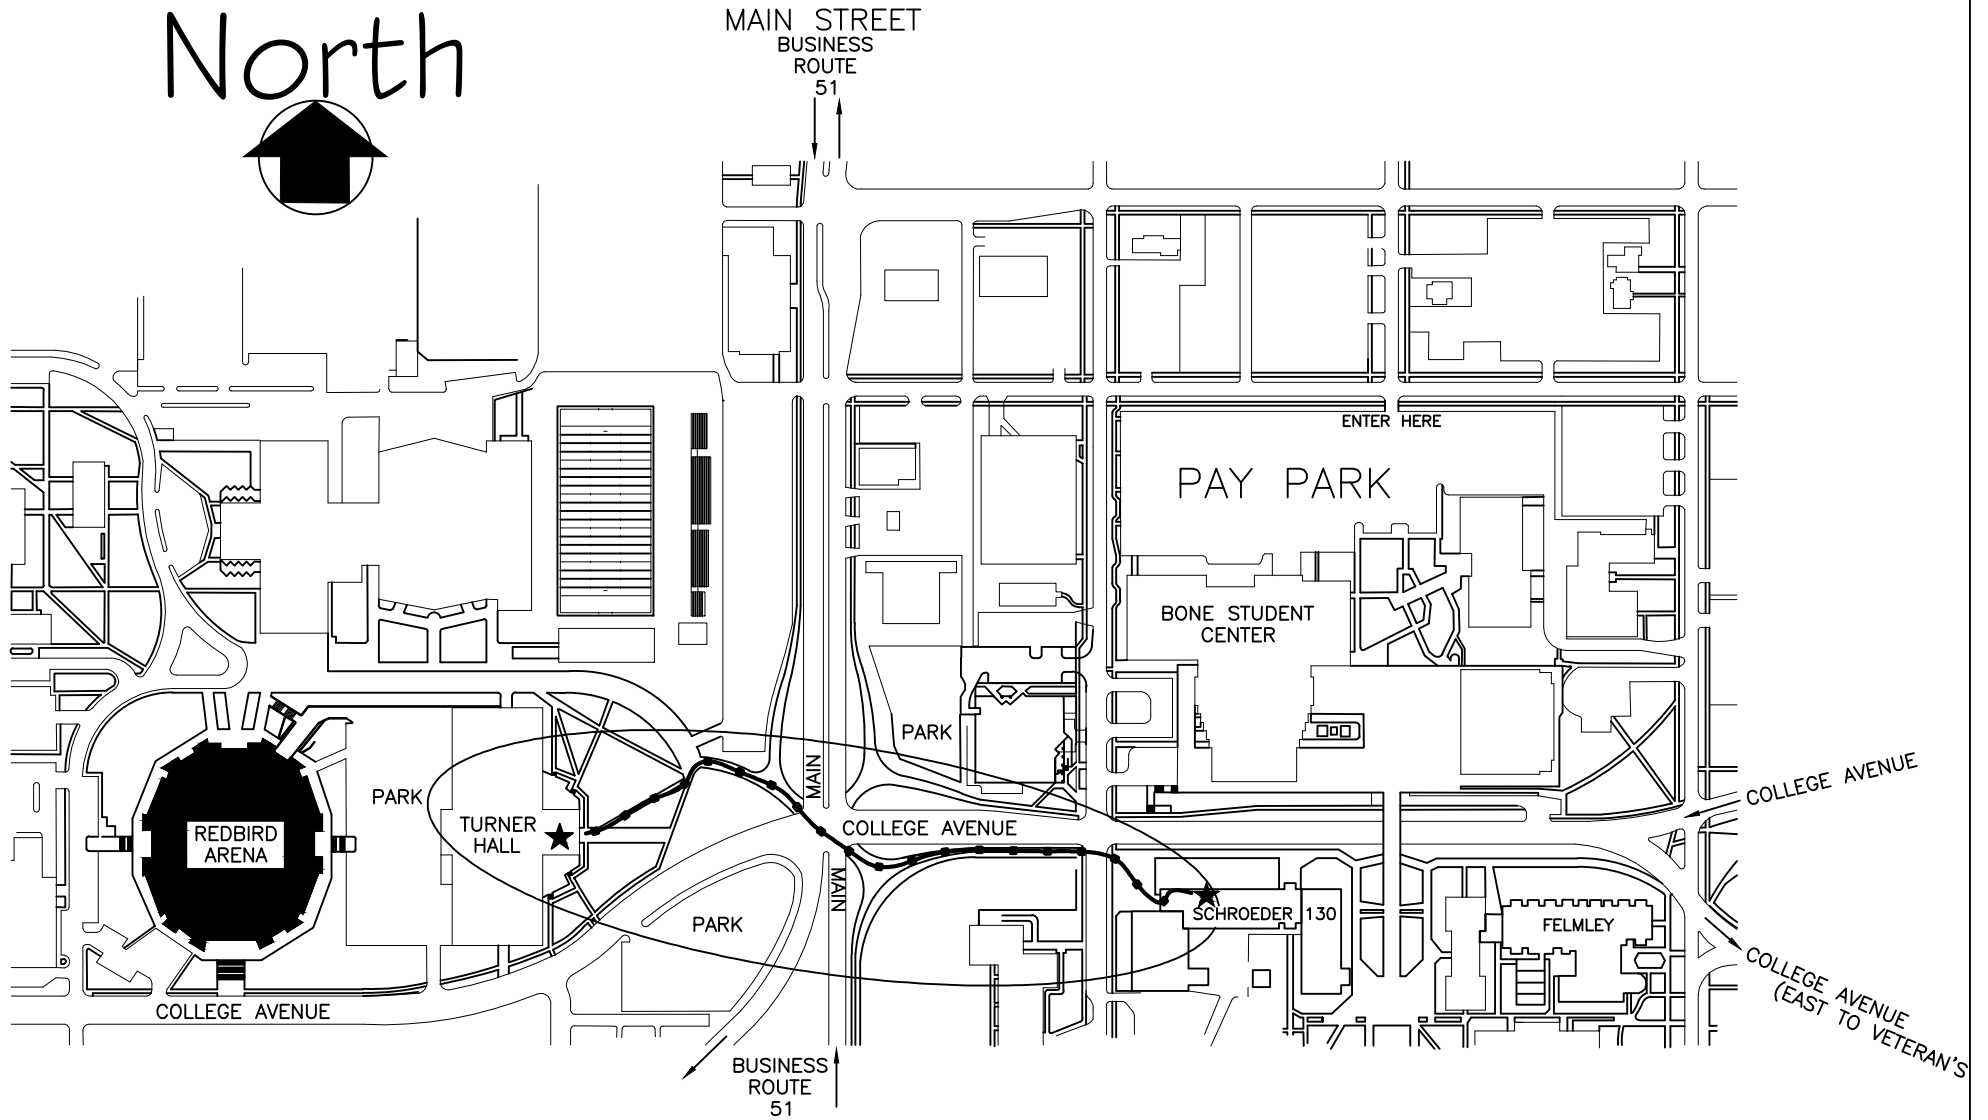 North
MAIN STREET
BUSINESS
ROUTE
51
ENTER HERE
PAY PARK
BONE STUDENT
CENTER
PARK
MAIN
COLLEGE AVENUE
PARK
TURNER
HALL
REDBIRD
ARENA
COLLEGE AVENUE
MAIN
PARK
SCHROEDER 130
FELMLEY
COLLEGE AVENUE
(EAST TO VETERAN'S
COLLEGE AVENUE
BUSINESS
ROUTE
51